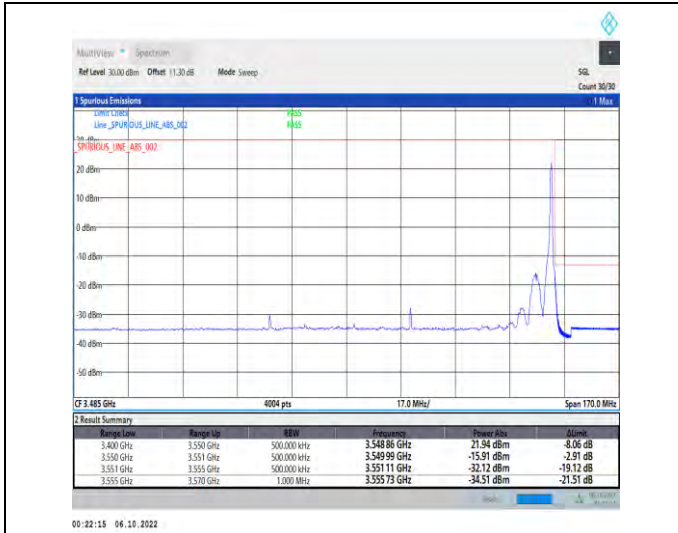 MultiView Spectrum
Ref Level 30.00 dBm Offset 11.30 dB Mode Sweep SGL
Count 30/30
1 Spurious Emissions 1 Max
Limit Check PASS
Line _SPURIOUS_LINE_ABS_002 PASS
_SPURIOUS_LINE_ABS_002
20 dBm
10 dBm
0 dBm
-10 dBm
-20 dBm
-30 dBm
-40 dBm
-50 dBm
CF 3.485 GHz 4004 pts 17.0 MHz/ Span 170.0 MHz
2 Result Summary
Range Low Range Up RBW Frequency Power Abs ΔLimit
3.400 GHz 3.550 GHz 500.000 kHz 3.548 86 GHz 21.94 dBm -8.06 dB
3.550 GHz 3.551 GHz 500.000 kHz 3.549 99 GHz -15.91 dBm -2.91 dB
3.551 GHz 3.555 GHz 500.000 kHz 3.551 11 GHz -32.12 dBm -19.12 dB
3.555 GHz 3.570 GHz 1.000 MHz 3.555 73 GHz -34.51 dBm -21.51 dB
00:22:15 06.10.2022